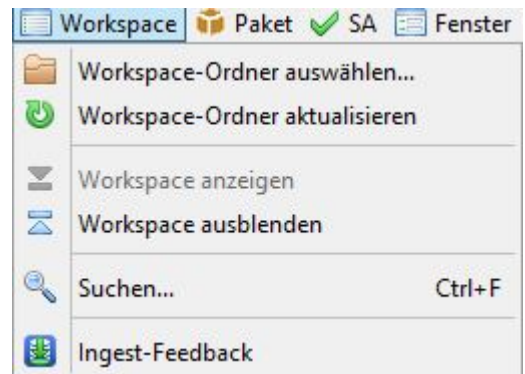 Workspace Paket SA Fenster
Workspace-Ordner auswählen...
Workspace-Ordner aktualisieren
Workspace anzeigen
Workspace ausblenden
Suchen... Ctrl+F
Ingest-Feedback